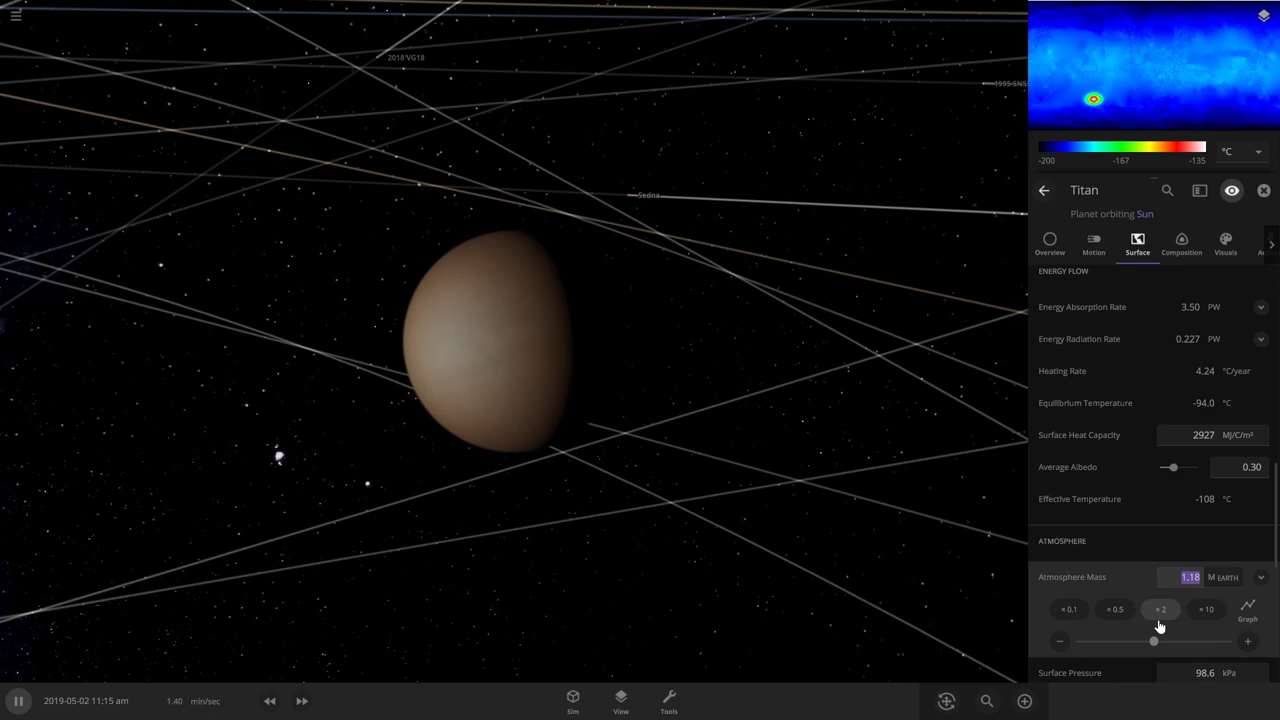 2018 VG18
Sedna
-200 -167 -135
°C
Titan
Planet orbiting Sun
Overview Motion Surface Composition Visuals
ENERGY FLOW
Energy Absorption Rate 3.50 PW
Energy Radiation Rate 0.227 PW
Heating Rate 4.24 °C/year
Equilibrium Temperature -94.0 °C
Surface Heat Capacity 2927 MJ/C/m²
Average Albedo 0.30
Effective Temperature -108 °C
ATMOSPHERE
Atmosphere Mass 1.18 M EARTH
× 0.1 × 0.5 × 2 × 10 Graph
Surface Pressure 98.6 kPa
2019-05-02 11:15 am 1.40 min/sec
Sim View Tools